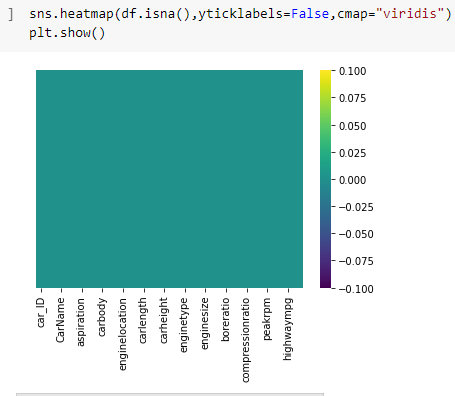 ] sns.heatmap(df.isna(),yticklabels=False,cmap="viridis")
plt.show()
0.100
0.075
0.050
0.025
0.000
−0.025
−0.050
−0.075
−0.100
car_ID
CarName
aspiration
carbody
enginelocation
carlength
carheight
enginetype
enginesize
boreratio
compressionratio
peakrpm
highwaympg